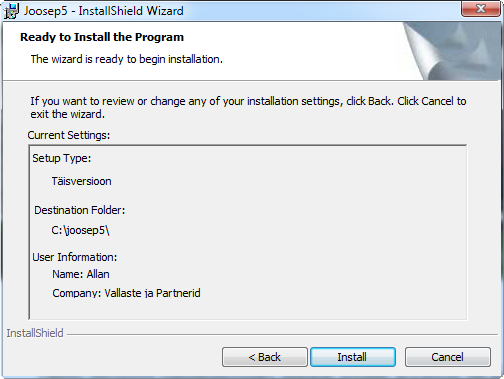 Joosep5 - InstallShield Wizard
Ready to Install the Program
The wizard is ready to begin installation.
If you want to review or change any of your installation settings, click Back. Click Cancel to
exit the wizard.
Current Settings:
Setup Type:
Täisversioon
Destination Folder:
C:\joosep5\
User Information:
Name: Allan
Company: Vallaste ja Partnerid
InstallShield
< Back
Install
Cancel